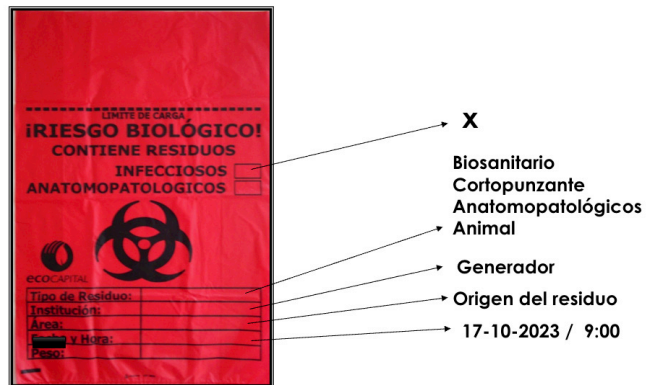 LIMITE DE CARGA
¡RIESGO BIOLÓGICO!
CONTIENE RESIDUOS
INFECCIOSOS
ANATOMOPATOLOGICOS
ecoCAPITAL
Tipo de Residuo:
Institución:
Área:
y Hora:
Peso:
X
Biosanitario
Cortopunzante
Anatomopatológicos
Animal
Generador
Origen del residuo
17-10-2023 / 9:00